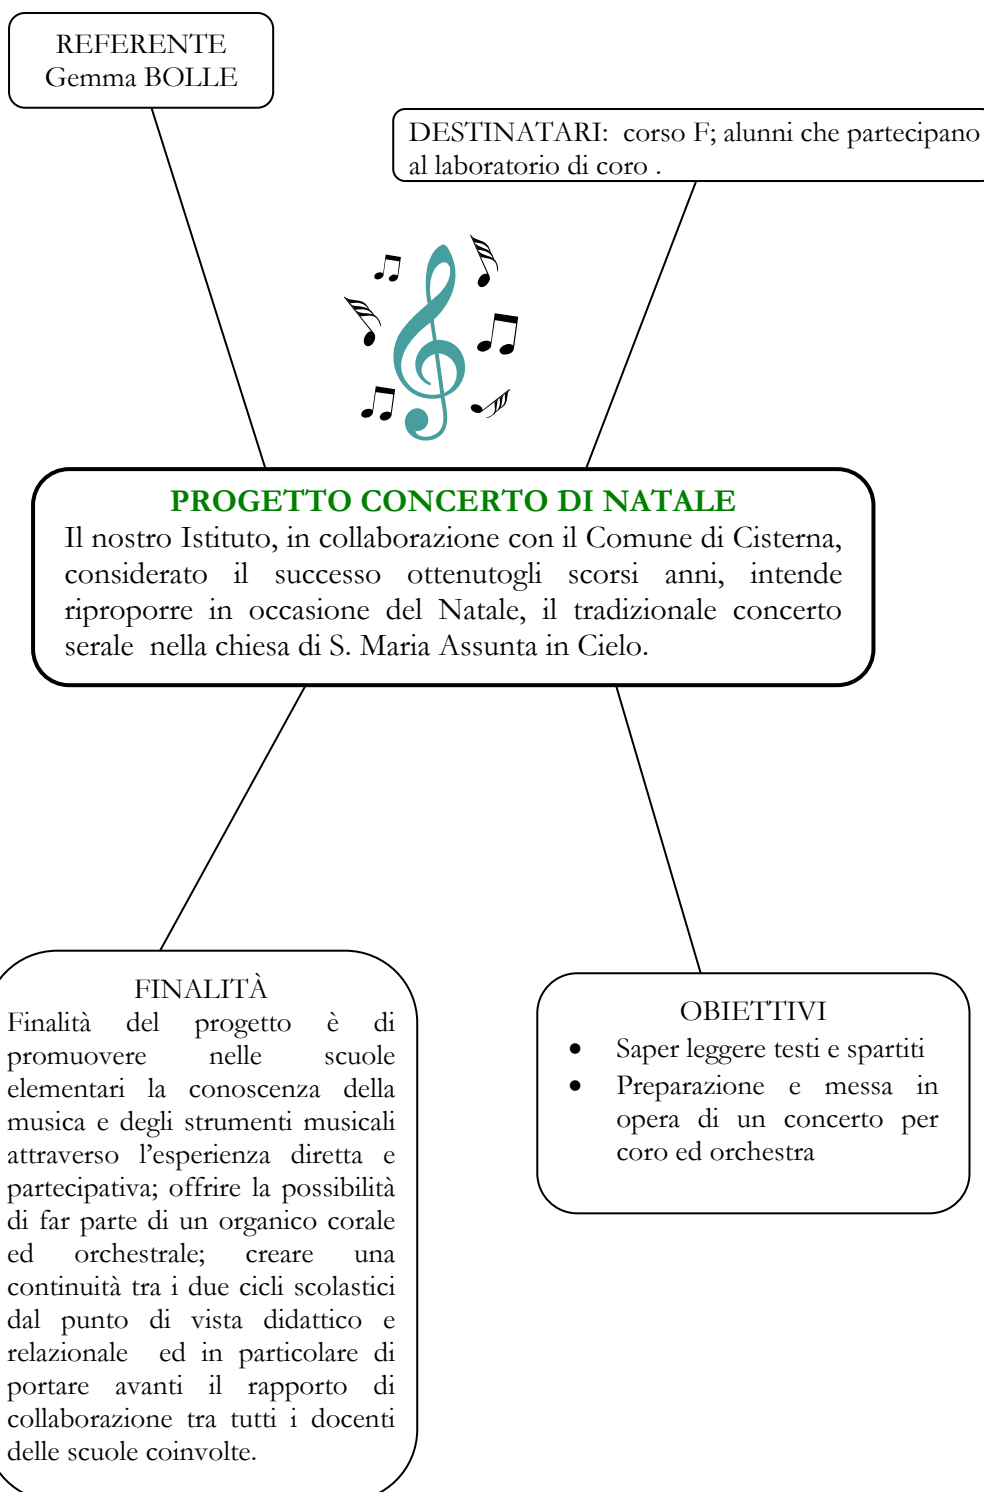 REFERENTE
Gemma BOLLE
DESTINATARI: corso F; alunni che partecipano
al laboratorio di coro .
PROGETTO CONCERTO DI NATALE
Il nostro Istituto, in collaborazione con il Comune di Cisterna,
considerato il successo ottenutogli scorsi anni, intende
riproporre in occasione del Natale, il tradizionale concerto
serale nella chiesa di S. Maria Assunta in Cielo.
FINALITÀ
Finalità del progetto è di
promuovere nelle scuole
elementari la conoscenza della
musica e degli strumenti musicali
attraverso l'esperienza diretta e
partecipativa; offrire la possibilità
di far parte di un organico corale
ed orchestrale; creare una
continuità tra i due cicli scolastici
dal punto di vista didattico e
relazionale ed in particolare di
portare avanti il rapporto di
collaborazione tra tutti i docenti
delle scuole coinvolte.
OBIETTIVI
• Saper leggere testi e spartiti
• Preparazione e messa in
opera di un concerto per
coro ed orchestra